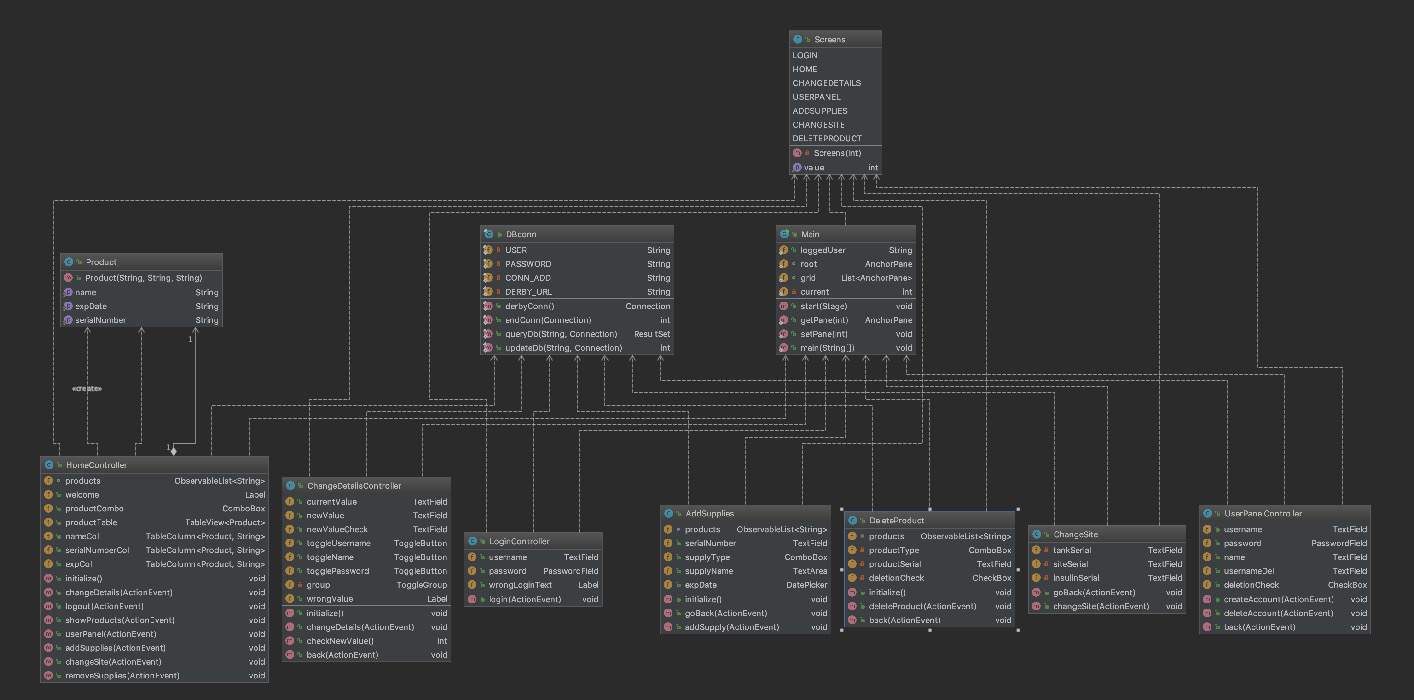 Screens
LOGIN
HOME
CHANGEDETAILS
USERPANEL
ADDSUPPLIES
CHANGESITE
DELETEPRODUCT
Screens(int)
value int
Product
Product(String, String, String)
name String
expDate String
serialNumber String
DBconn
USER String
PASSWORD String
CONN_ADD String
DERBY_URL String
derbyConn() Connection
endConn(Connection) int
queryDb(String, Connection) ResultSet
updateDb(String, Connection) int
Main
loggedUser String
root AnchorPane
grid List<AnchorPane>
current int
start(Stage) void
getPane(int) AnchorPane
setPane(int) void
main(String[]) void
1
«create»
1
HomeController
products ObservableList<String>
welcome Label
productCombo ComboBox
productTable TableView<Product>
nameCol TableColumn<Product, String>
serialNumberCol TableColumn<Product, String>
expCol TableColumn<Product, String>
initialize() void
changeDetails(ActionEvent) void
logout(ActionEvent) void
showProducts(ActionEvent) void
userPanel(ActionEvent) void
addSupplies(ActionEvent) void
changeSite(ActionEvent) void
removeSupplies(ActionEvent) void
ChangeDetailsController
currentValue TextField
newValue TextField
newValueCheck TextField
toggleUsername ToggleButton
toggleName ToggleButton
togglePassword ToggleButton
group ToggleGroup
wrongValue Label
initialize() void
changeDetails(ActionEvent) void
checkNewValue() int
back(ActionEvent) void
LoginController
username TextField
password PasswordField
wrongLoginText Label
login(ActionEvent) void
AddSupplies
products ObservableList<String>
serialNumber TextField
supplyType ComboBox
supplyName TextArea
expDate DatePicker
initialize() void
goBack(ActionEvent) void
addSupply(ActionEvent) void
DeleteProduct
products ObservableList<String>
productType ComboBox
productSerial TextField
deletionCheck CheckBox
initialize() void
deleteProduct(ActionEvent) void
back(ActionEvent) void
ChangeSite
tankSerial TextField
siteSerial TextField
insulinSerial TextField
goBack(ActionEvent) void
changeSite(ActionEvent) void
UserPanelController
username TextField
password PasswordField
name TextField
usernameDel TextField
deletionCheck CheckBox
createAccount(ActionEvent) void
deleteAccount(ActionEvent) void
back(ActionEvent) void